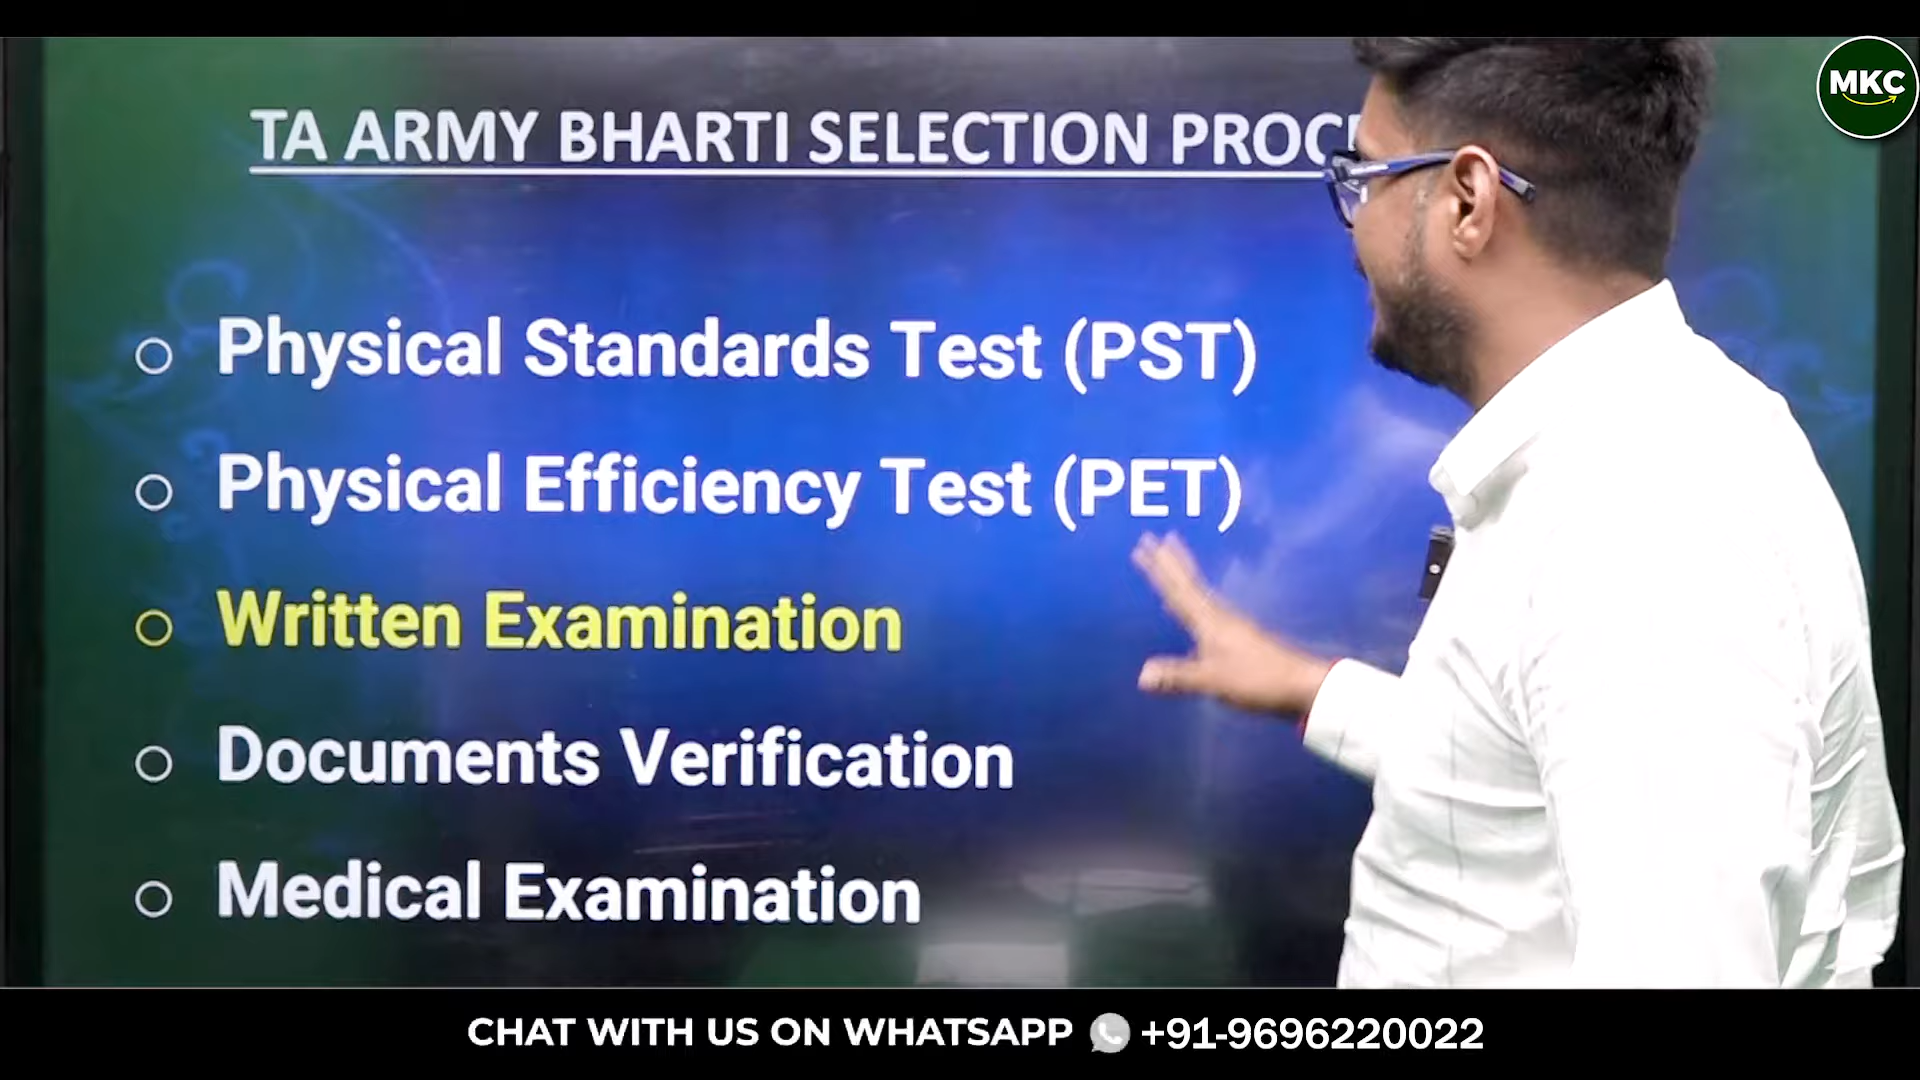 MKC
TA ARMY BHARTI SELECTION
Physical Standards Test (PST)
Physical Efficiency Test (PET)
Written Examination
Documents Verification
Medical Examination
CHAT WITH US ON WHATSAPP +91-9696220022